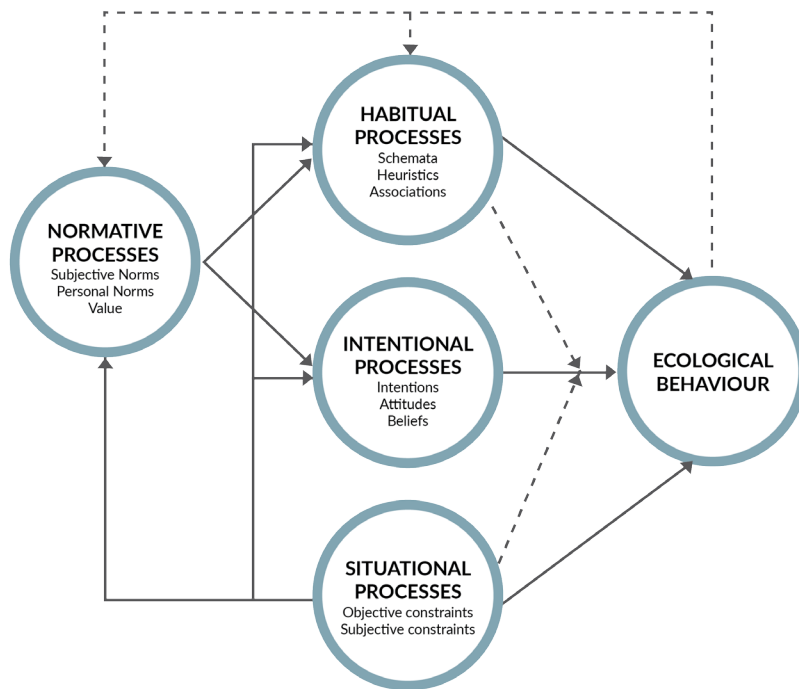 HABITUAL
PROCESSES
Schemata
Heuristics
Associations
NORMATIVE
PROCESSES
Subjective Norms
Personal Norms
Value
INTENTIONAL
PROCESSES
Intentions
Attitudes
Beliefs
ECOLOGICAL
BEHAVIOUR
SITUATIONAL
PROCESSES
Objective constraints
Subjective constraints